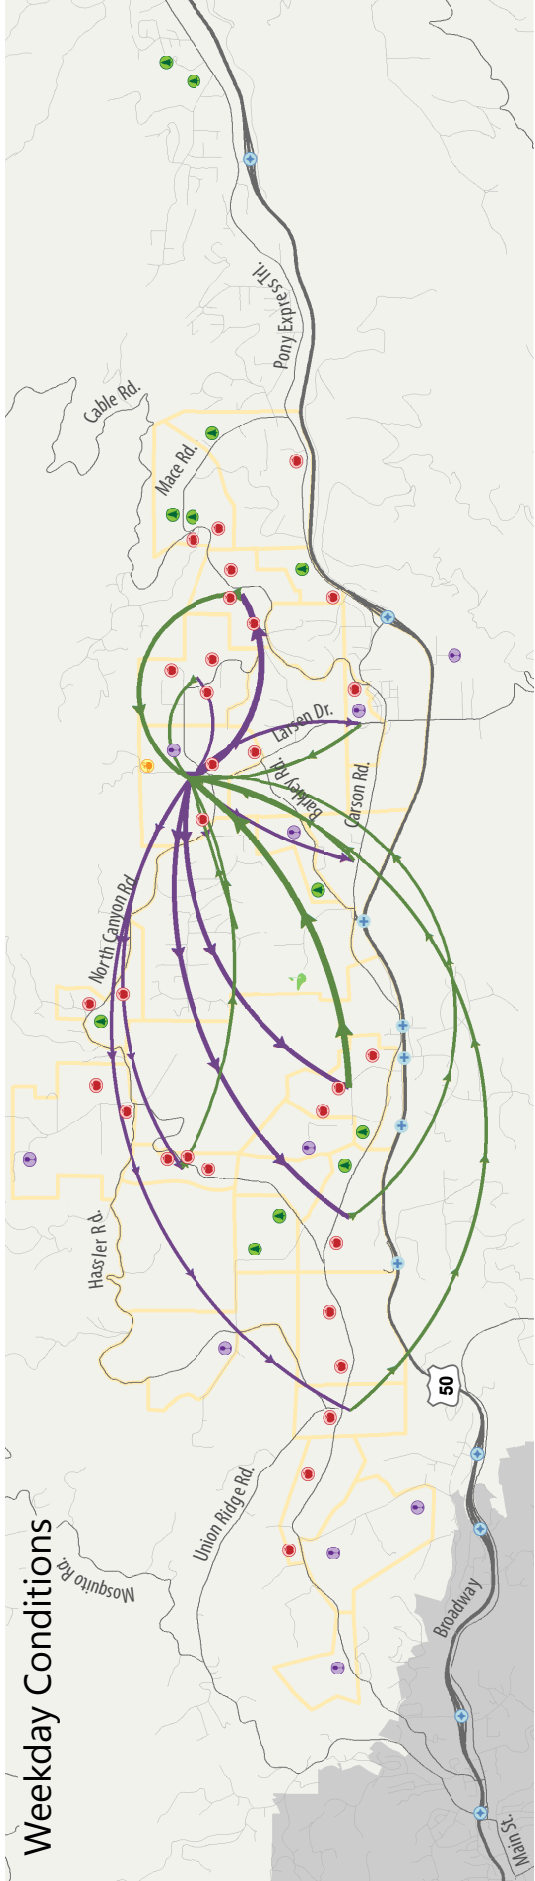 Weekday Conditions
Mosquito Rd.
Union Ridge Rd.
Hassler Rd.
North Canyon Rd
Barkley Rd.
Larsen Dr.
Carson Rd.
Mace Rd.
Cable Rd.
Pony Express Trl.
50
Broadway
Main St.